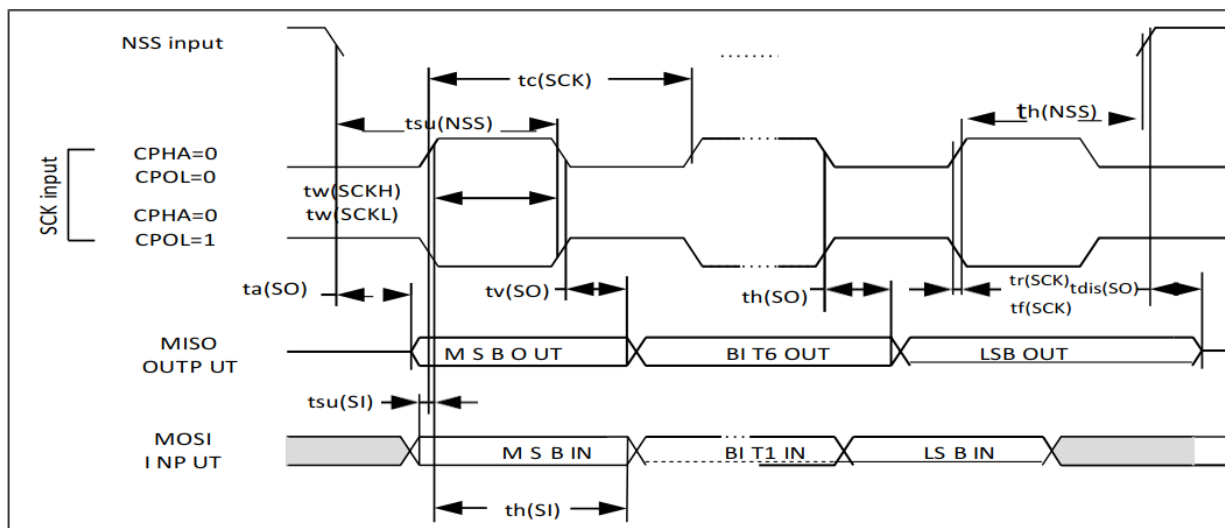 NSS input
tc(SCK)
tsu(NSS)
th(NSS)
SCK input
CPHA=0
CPOL=0
CPHA=0
CPOL=1
tw(SCKH)
tw(SCKL)
ta(SO)
tv(SO)
th(SO)
tr(SCK)
tf(SCK)
tdis(SO)
MISO
OUTP UT
M S B O UT
BI T6 OUT
LSB OUT
tsu(SI)
MOSI
I NP UT
M S B IN
BI T1 IN
LS B IN
th(SI)